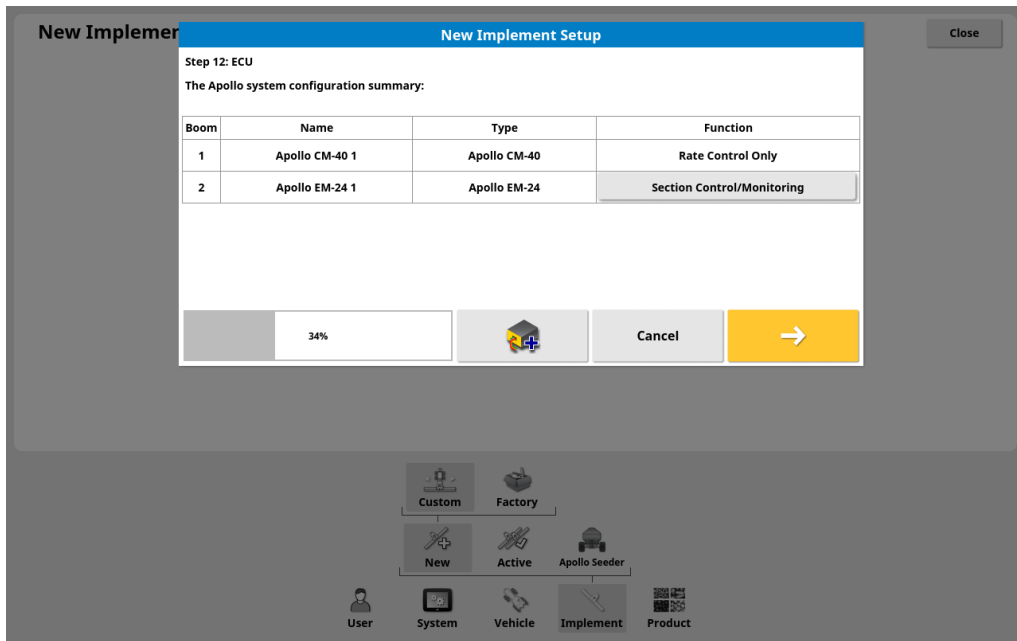 New Implemen
New Implement Setup
Close
Step 12: ECU
The Apollo system configuration summary:
Boom Name Type Function
1 Apollo CM-40 1 Apollo CM-40 Rate Control Only
2 Apollo EM-24 1 Apollo EM-24 Section Control/Monitoring
34%
Cancel
Custom Factory
New Active Apollo Seeder
User System Vehicle Implement Product